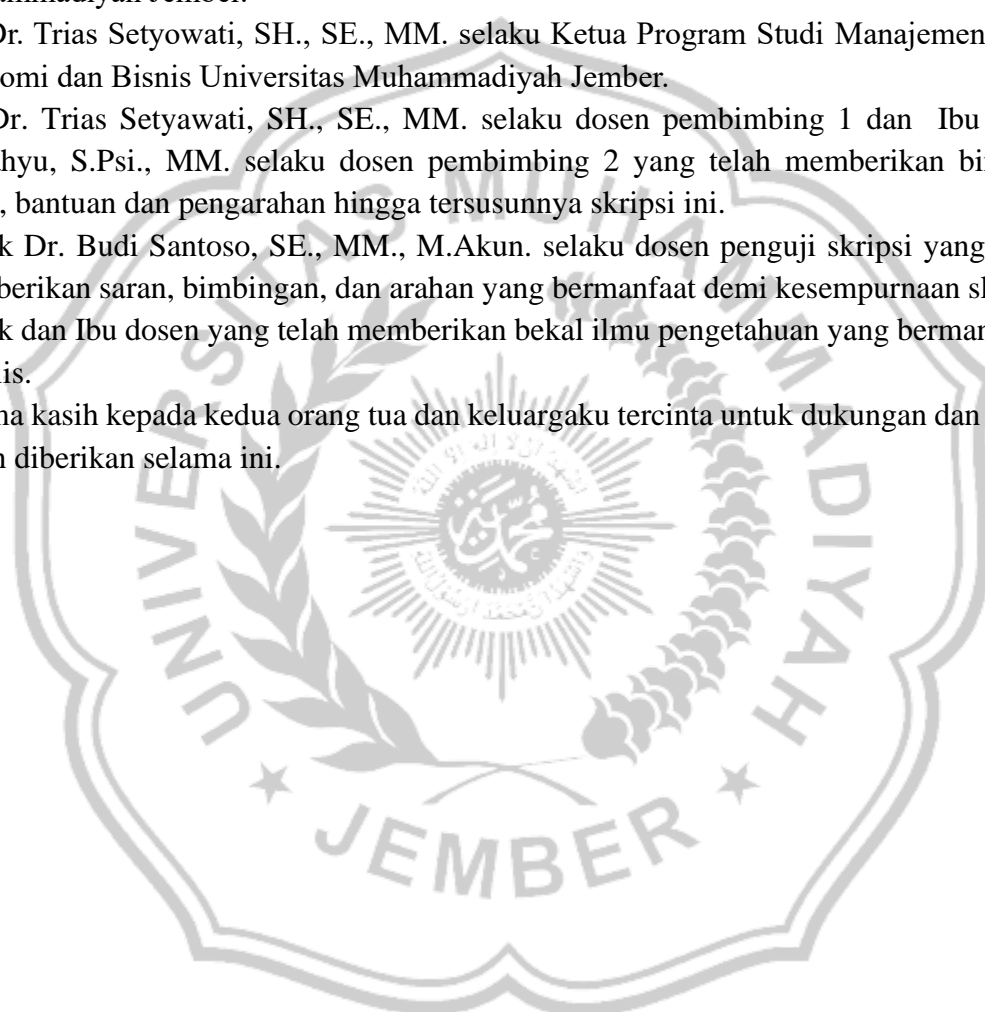 ammadiyah Jember.
Dr. Trias Setyowati, SH., SE., MM. selaku Ketua Program Studi Manajemen
omi dan Bisnis Universitas Muhammadiyah Jember.
Dr. Trias Setyawati, SH., SE., MM. selaku dosen pembimbing 1 dan Ibu
hyu, S.Psi., MM. selaku dosen pembimbing 2 yang telah memberikan bi
, bantuan dan pengarahan hingga tersusunnya skripsi ini.
k Dr. Budi Santoso, SE., MM., M.Akun. selaku dosen penguji skripsi yang
berikan saran, bimbingan, dan arahan yang bermanfaat demi kesempurnaan sk
k dan Ibu dosen yang telah memberikan bekal ilmu pengetahuan yang berman
lis.
na kasih kepada kedua orang tua dan keluargaku tercinta untuk dukungan dan
n diberikan selama ini.
UNIVERSITAS MUHAMMADIYAH
JEMBER